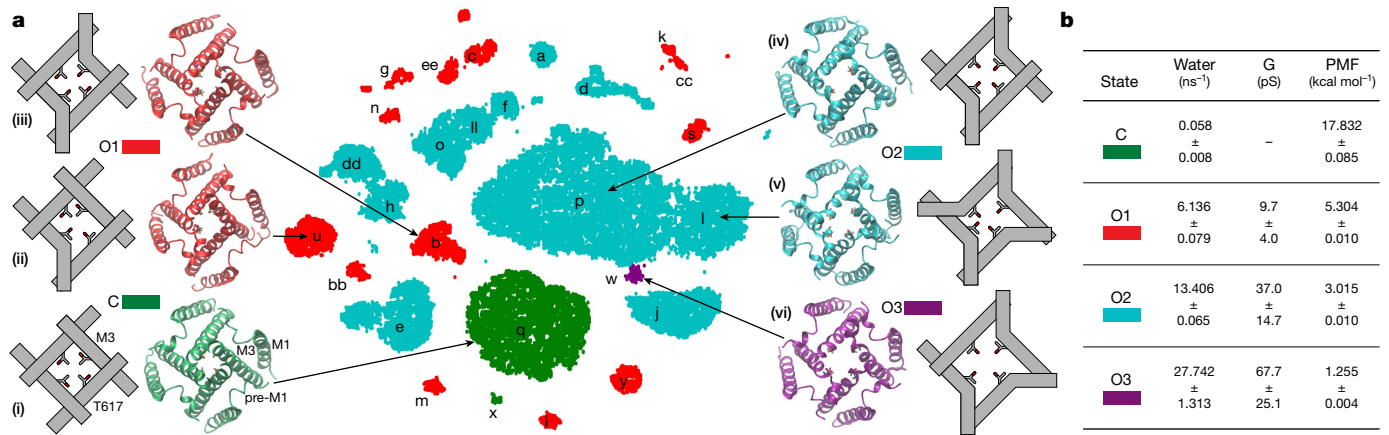 a
b
(iii)
O1
(ii)
C
(i)
M3
T617
M3
M1
pre-M1
g
n
ee
c
a
k
cc
d
f
ll
o
s
dd
h
u
b
bb
p
l
e
q
w
j
m
x
i
y
(iv)
O2
(v)
O3
(vi)
State
Water
(ns⁻¹)
G
(pS)
PMF
(kcal mol⁻¹)
C
0.058
±
0.008
–
17.832
±
0.085
O1
6.136
±
0.079
9.7
±
4.0
5.304
±
0.010
O2
13.406
±
0.065
37.0
±
14.7
3.015
±
0.010
O3
27.742
±
1.313
67.7
±
25.1
1.255
±
0.004